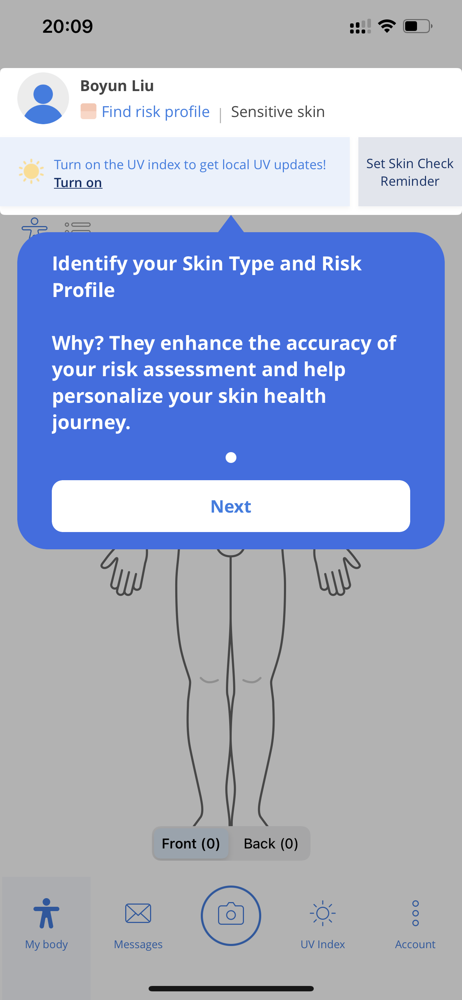 20:09
Boyun Liu
Find risk profile | Sensitive skin
Turn on the UV index to get local UV updates!
Turn on
Set Skin Check
Reminder
Identify your Skin Type and Risk
Profile
Why? They enhance the accuracy of
your risk assessment and help
personalize your skin health
journey.
Next
Front (0)
Back (0)
My body
Messages
UV Index
Account